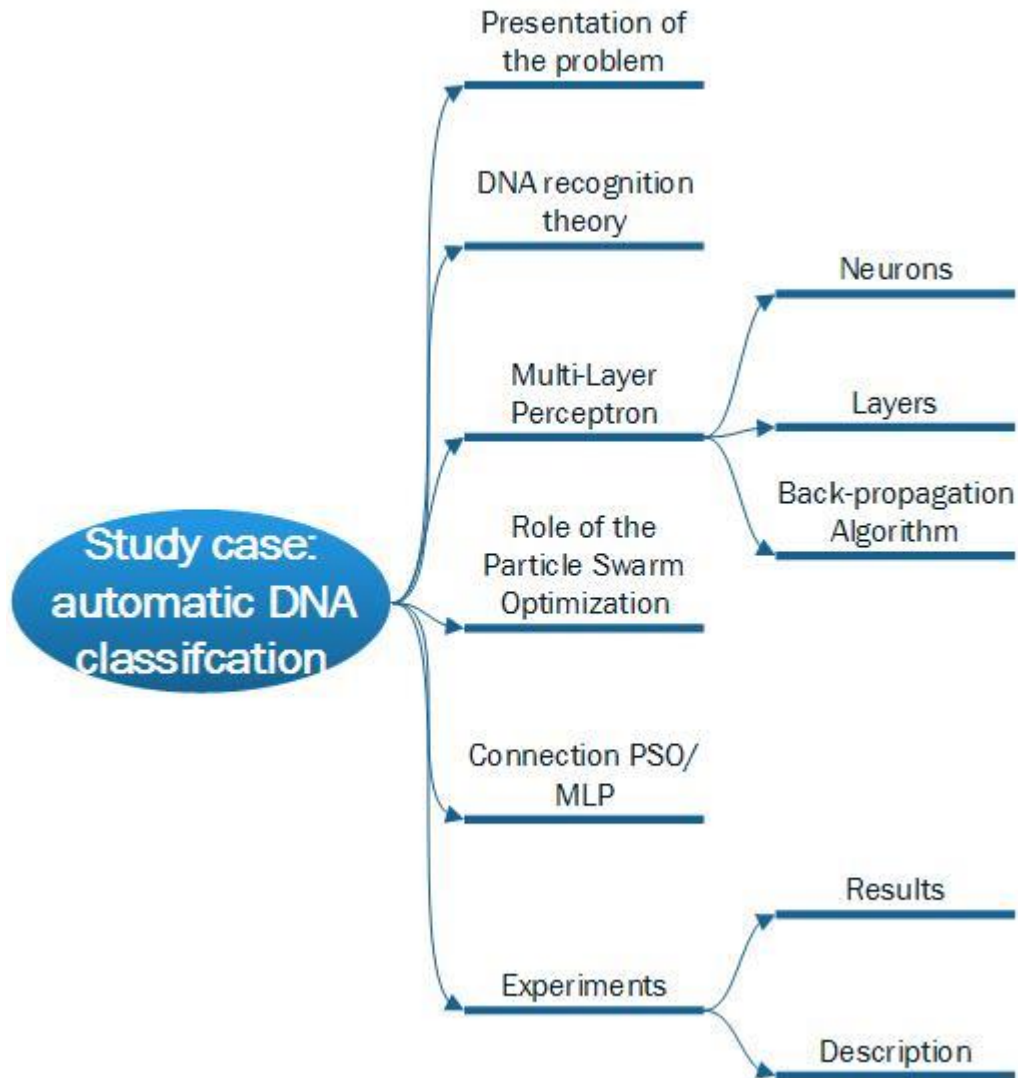 Presentation of
the problem
DNA recognition
theory
Neurons
Multi-Layer
Perceptron
Layers
Back-propagation
Algorithm
Role of the
Particle Swarm
Optimization
Study case:
automatic DNA
classifcation
Connection PSO/
MLP
Results
Experiments
Description